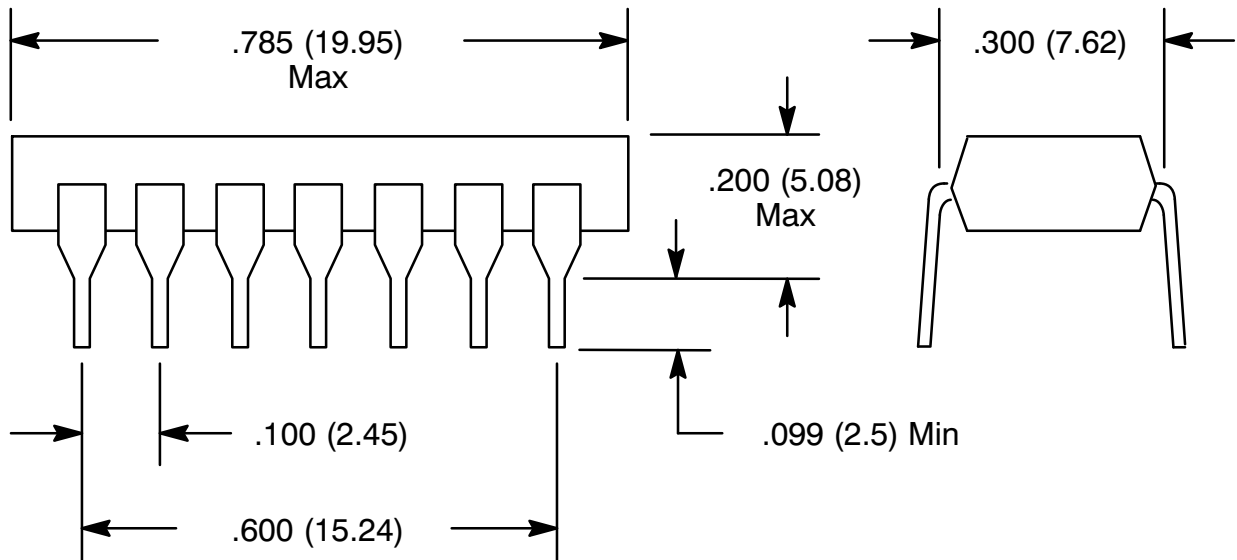 .785 (19.95)
Max
.300 (7.62)
.200 (5.08)
Max
.100 (2.45)
.099 (2.5) Min
.600 (15.24)